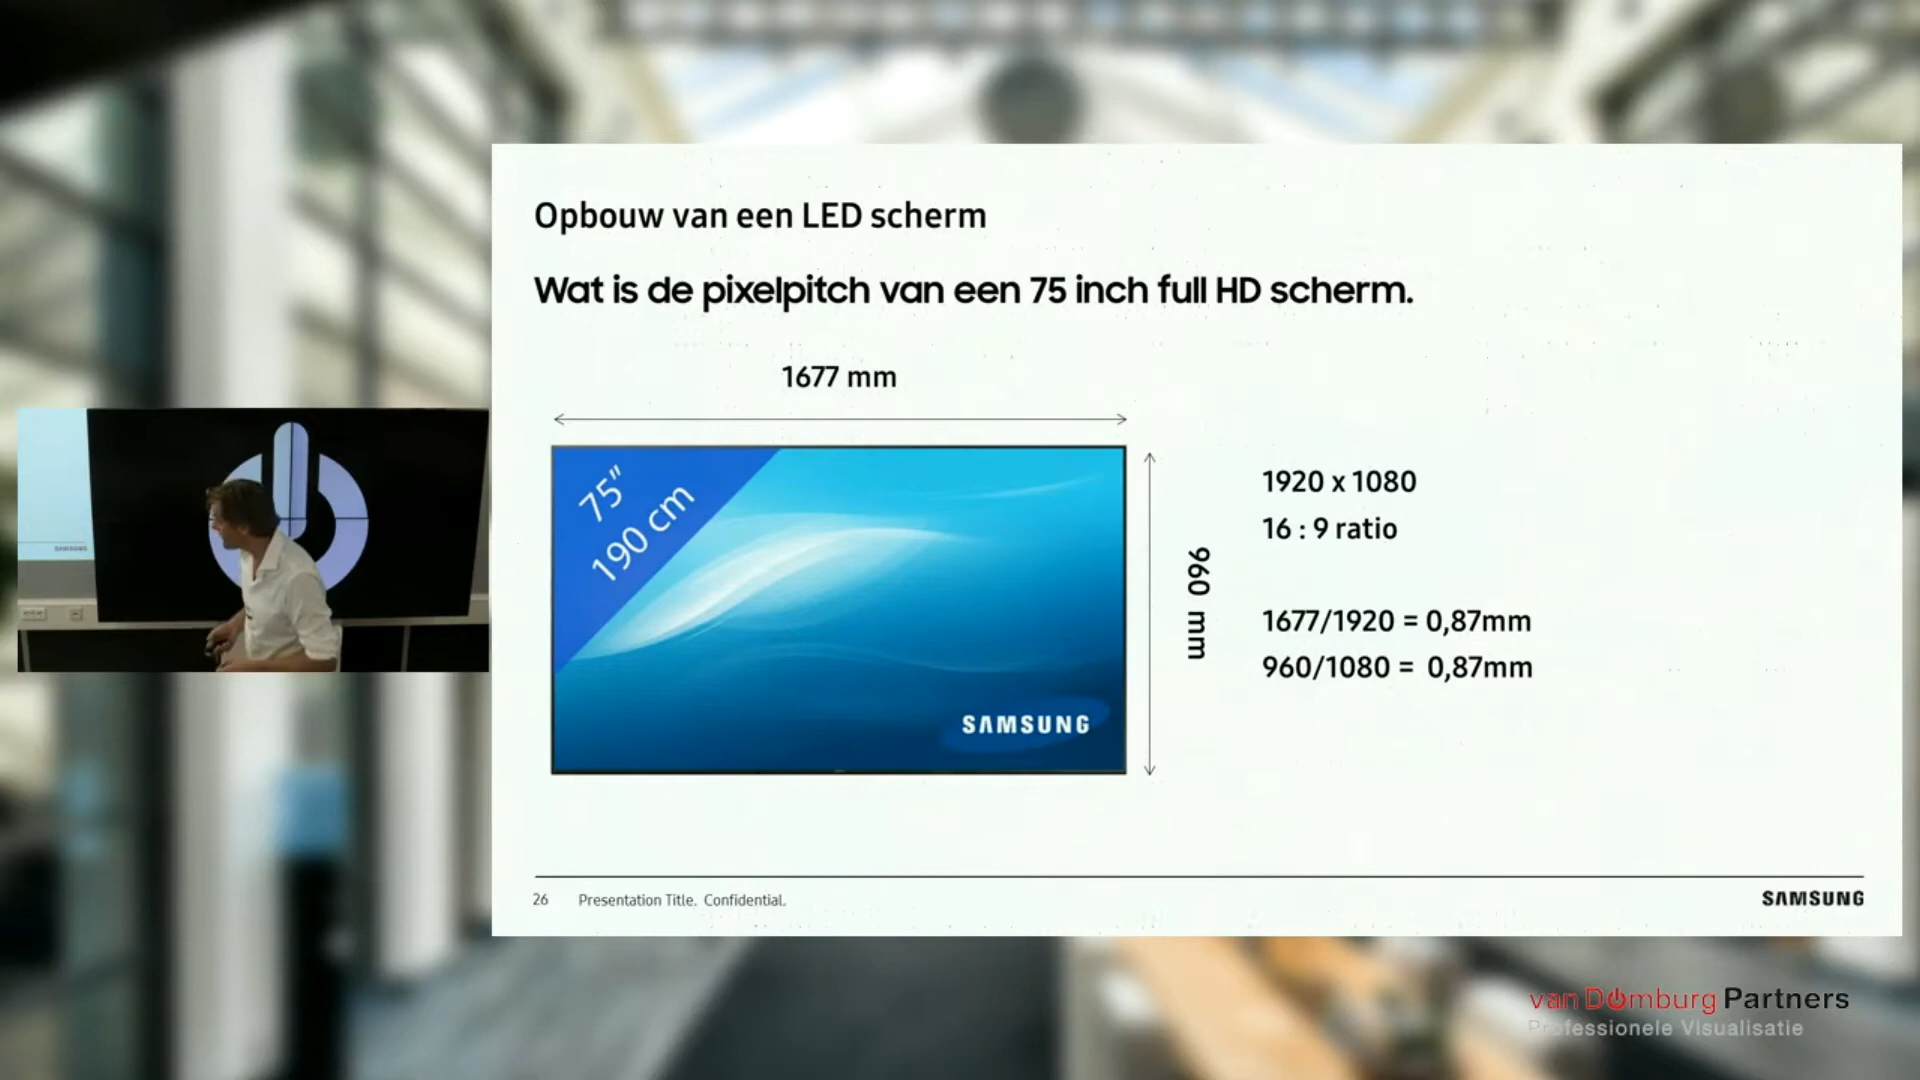 Opbouw van een LED scherm
Wat is de pixelpitch van een 75 inch full HD scherm.
1677 mm
75"
190 cm
SAMSUNG
960 mm
1920 x 1080
16 : 9 ratio
1677/1920 = 0,87mm
960/1080 = 0,87mm
26 Presentation Title. Confidential.
SAMSUNG
SAMSUNG
van Domburg Partners
Professionele Visualisatie